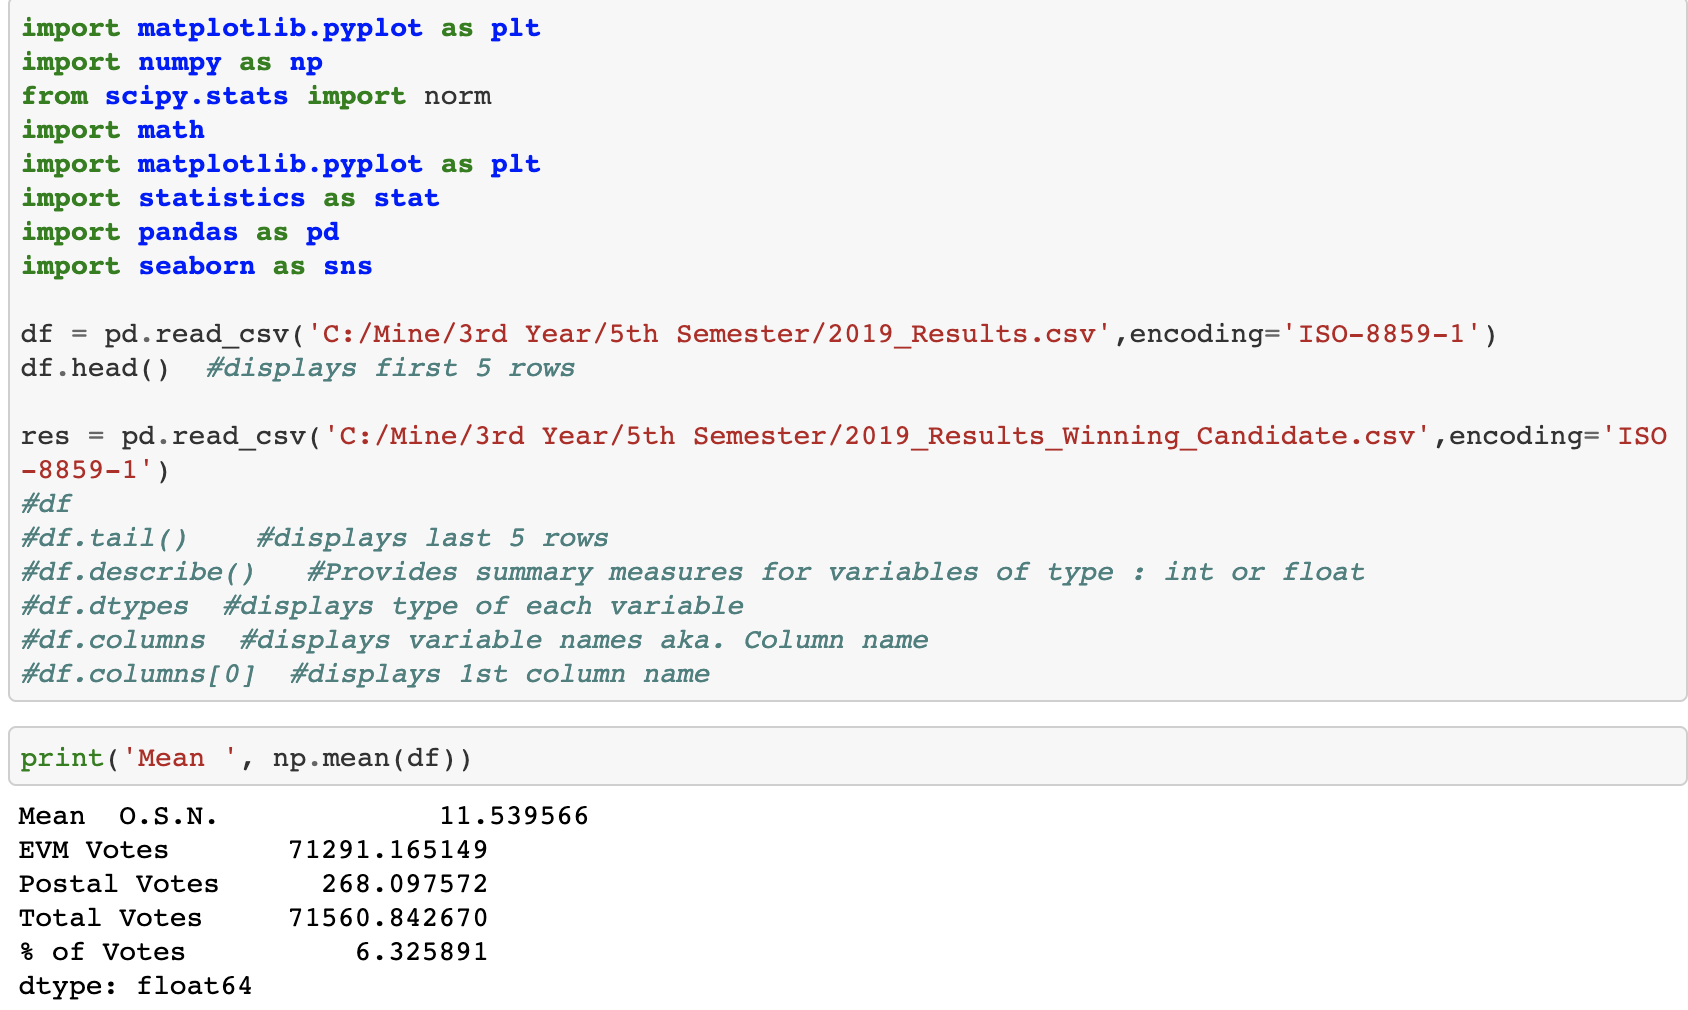 import matplotlib.pyplot as plt
import numpy as np
from scipy.stats import norm
import math
import matplotlib.pyplot as plt
import statistics as stat
import pandas as pd
import seaborn as sns

df = pd.read_csv('C:/Mine/3rd Year/5th Semester/2019_Results.csv',encoding='ISO-8859-1')
df.head()  #displays first 5 rows

res = pd.read_csv('C:/Mine/3rd Year/5th Semester/2019_Results_Winning_Candidate.csv',encoding='ISO
-8859-1')
#df
#df.tail()    #displays last 5 rows
#df.describe()   #Provides summary measures for variables of type : int or float
#df.dtypes  #displays type of each variable
#df.columns  #displays variable names aka. Column name
#df.columns[0]  #displays 1st column name

print('Mean ', np.mean(df))

Mean  O.S.N.             11.539566
EVM Votes       71291.165149
Postal Votes      268.097572
Total Votes     71560.842670
% of Votes          6.325891
dtype: float64